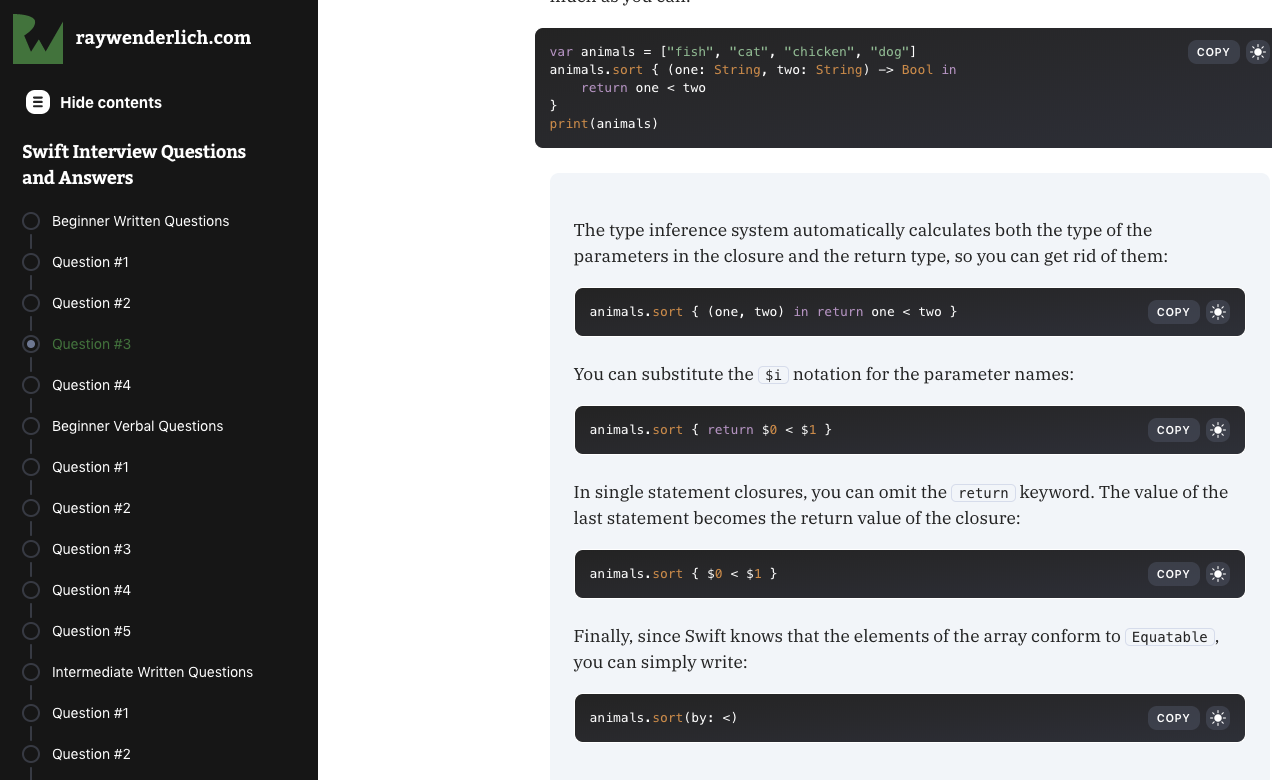 raywenderlich.com
Hide contents
Swift Interview Questions
and Answers
Beginner Written Questions
Question #1
Question #2
Question #3
Question #4
Beginner Verbal Questions
Question #1
Question #2
Question #3
Question #4
Question #5
Intermediate Written Questions
Question #1
Question #2
much as you can.
var animals = ["fish", "cat", "chicken", "dog"]
COPY
animals.sort { (one: String, two: String) -> Bool in
    return one < two
}
print(animals)
The type inference system automatically calculates both the type of the
parameters in the closure and the return type, so you can get rid of them:
animals.sort { (one, two) in return one < two }
COPY
You can substitute the $i notation for the parameter names:
animals.sort { return $0 < $1 }
COPY
In single statement closures, you can omit the return keyword. The value of the
last statement becomes the return value of the closure:
animals.sort { $0 < $1 }
COPY
Finally, since Swift knows that the elements of the array conform to Equatable,
you can simply write:
animals.sort(by: <)
COPY